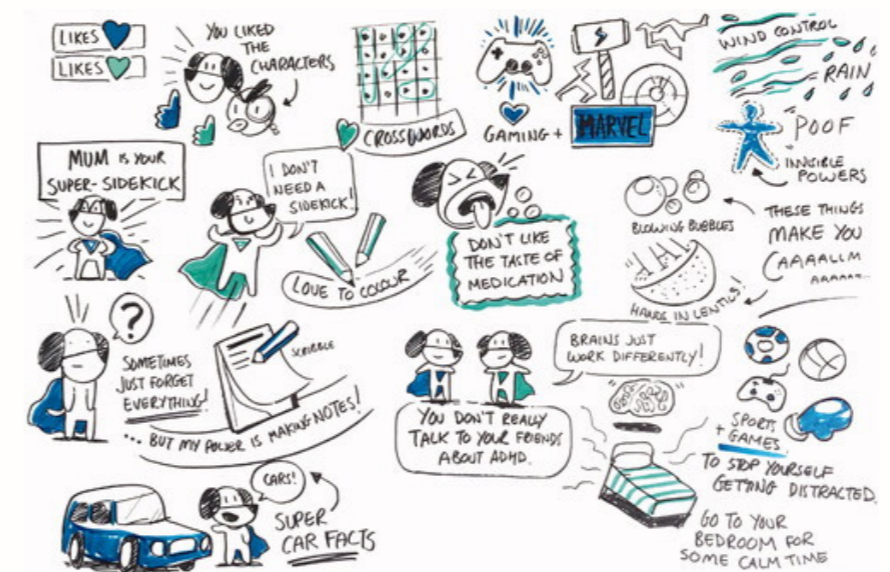 LIKES
LIKES
YOU LIKED
THE
CHARACTERS
CROSSWORDS
GAMING +
MARVEL
WIND CONTROL
RAIN
POOF
INVISIBLE
POWERS
MUM IS YOUR
SUPER-SIDEKICK
I DON'T
NEED A
SIDEKICK!
LOVE TO COLOUR
DON'T LIKE
THE TASTE OF
MEDICATION
BLOWING BUBBLES
HANDS IN LENTILS!
THESE THINGS
MAKE YOU
CAAAALLM
AAAAAT..
?
SOMETIMES
JUST FORGET
EVERYTHING!
SCRIBBLE
... BUT MY POWER IS MAKING NOTES!
BRAINS JUST
WORK DIFFERENTLY!
YOU DON'T REALLY
TALK TO YOUR FRIENDS
ABOUT ADHD.
SPORTS
+ GAMES
TO STOP YOURSELF
GETTING DISTRACTED.
GO TO YOUR
BEDROOM FOR
SOME CALM TIME
CARS!
SUPER
CAR FACTS